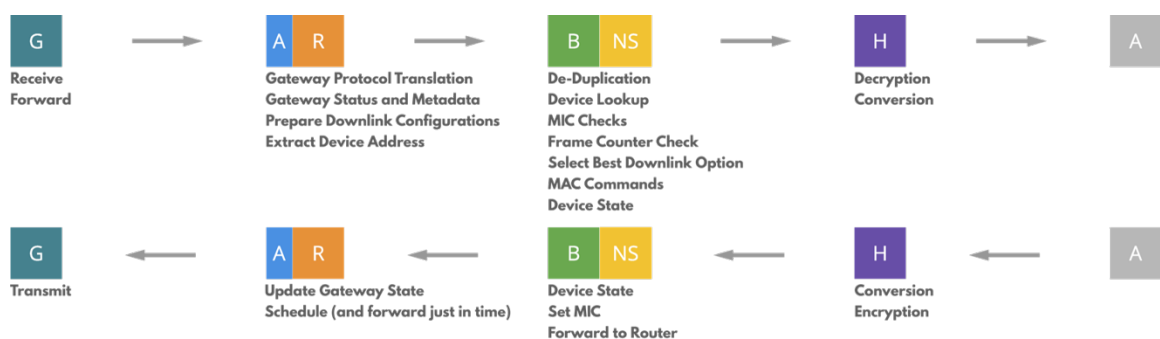 G
A R
B NS
H
A
Receive
Forward
Gateway Protocol Translation
Gateway Status and Metadata
Prepare Downlink Configurations
Extract Device Address
De-Duplication
Device Lookup
MIC Checks
Frame Counter Check
Select Best Downlink Option
MAC Commands
Device State
Decryption
Conversion
G
A R
B NS
H
A
Transmit
Update Gateway State
Schedule (and forward just in time)
Device State
Set MIC
Forward to Router
Conversion
Encryption